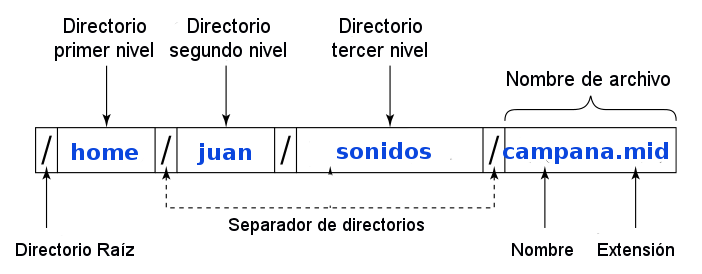 Directorio
primer nivel
Directorio
segundo nivel
Directorio
tercer nivel
Nombre de archivo
/ home / juan / sonidos / campana.mid
Separador de directorios
Directorio Raíz
Nombre
Extensión